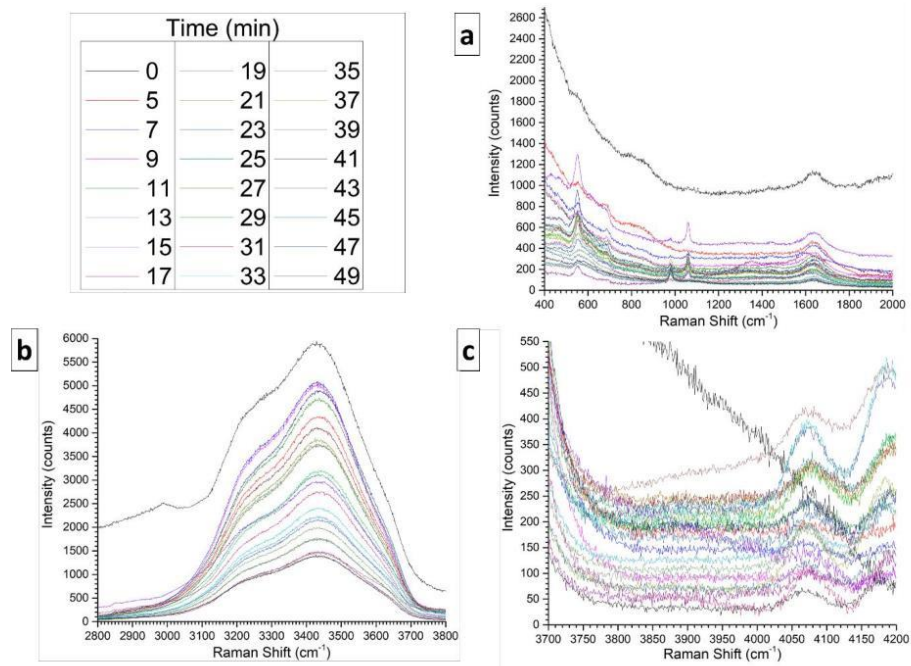 Time (min)
0 19 35
5 21 37
7 23 39
9 25 41
11 27 43
13 29 45
15 31 47
17 33 49
a
2600
2400
2200
2000
1800
1600
1400
1200
1000
800
600
400
200
0
Intensity (counts)
400 600 800 1000 1200 1400 1600 1800 2000
Raman Shift (cm-1)
b
6000
5500
5000
4500
4000
3500
3000
2500
2000
1500
1000
500
0
Intensity (counts)
2800 2900 3000 3100 3200 3300 3400 3500 3600 3700 3800
Raman Shift (cm-1)
c
550
500
450
400
350
300
250
200
150
100
50
0
Intensity (counts)
3700 3750 3800 3850 3900 3950 4000 4050 4100 4150 4200
Raman Shift (cm-1)